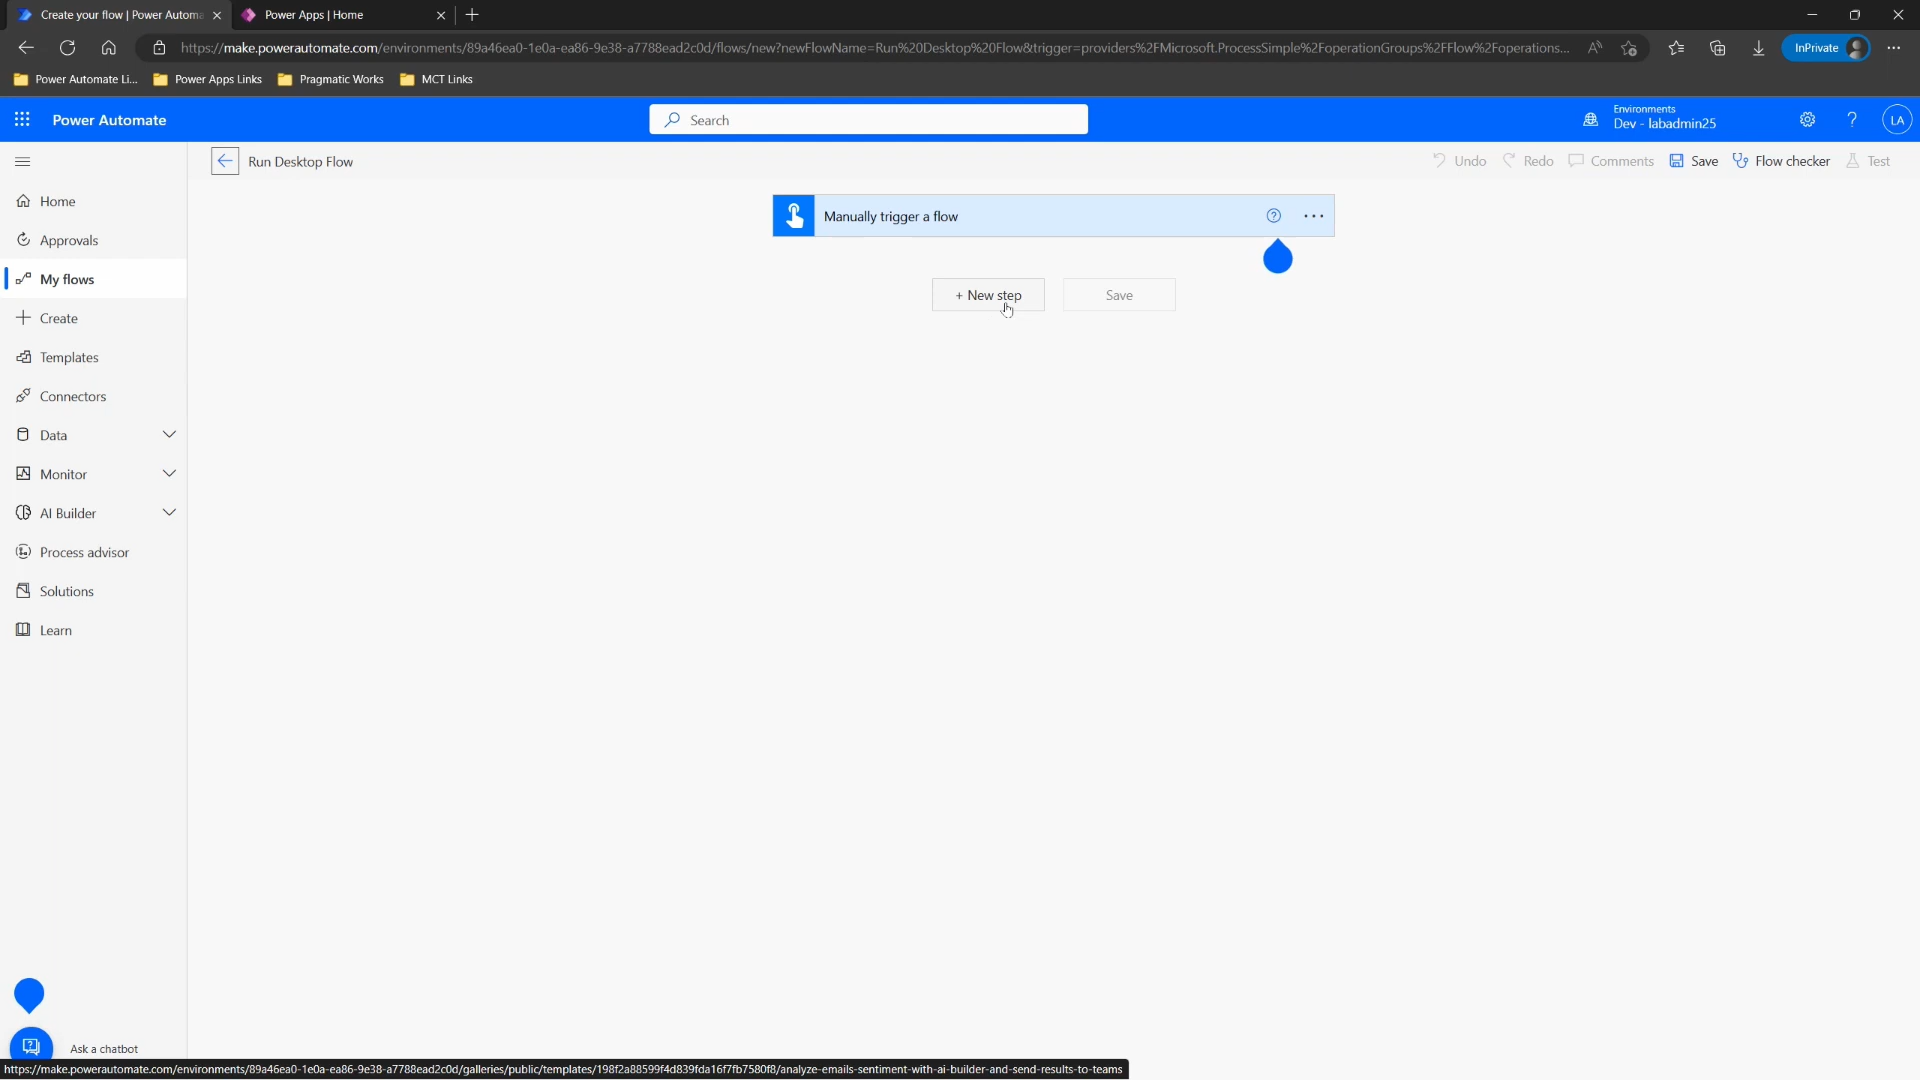 Create your flow | Power Automa
Power Apps | Home
https://make.powerautomate.com/environments/89a46ea0-1e0a-ea86-9e38-a7788ead2c0d/flows/new?newFlowName=Run%20Desktop%20Flow&trigger=providers%2FMicrosoft.ProcessSimple%2FoperationGroups%2FFlow%2Foperations...
InPrivate
Power Automate Li...
Power Apps Links
Pragmatic Works
MCT Links
Power Automate
Search
Environments
Dev - labadmin25
LA
Run Desktop Flow
Undo
Redo
Comments
Save
Flow checker
Test
Home
Approvals
My flows
Create
Templates
Connectors
Data
Monitor
AI Builder
Process advisor
Solutions
Learn
Manually trigger a flow
+ New step
Save
Ask a chatbot
https://make.powerautomate.com/environments/89a46ea0-1e0a-ea86-9e38-a7788ead2c0d/galleries/public/templates/198f2a88599f4d839fda16f7fb7580f8/analyze-emails-sentiment-with-ai-builder-and-send-results-to-teams